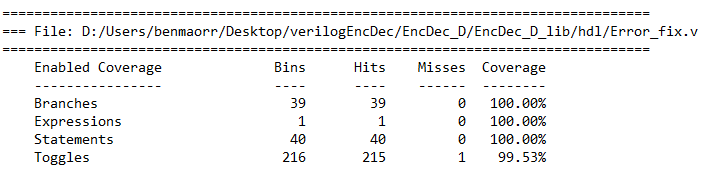 =================================================================================
=== File: D:/Users/benmaorr/Desktop/verilogEncDec/EncDec_D/EncDec_D_lib/hdl/Error_fix.v
=================================================================================
Enabled Coverage Bins Hits Misses Coverage
---------------- ---- ---- ------ --------
Branches 39 39 0 100.00%
Expressions 1 1 0 100.00%
Statements 40 40 0 100.00%
Toggles 216 215 1 99.53%